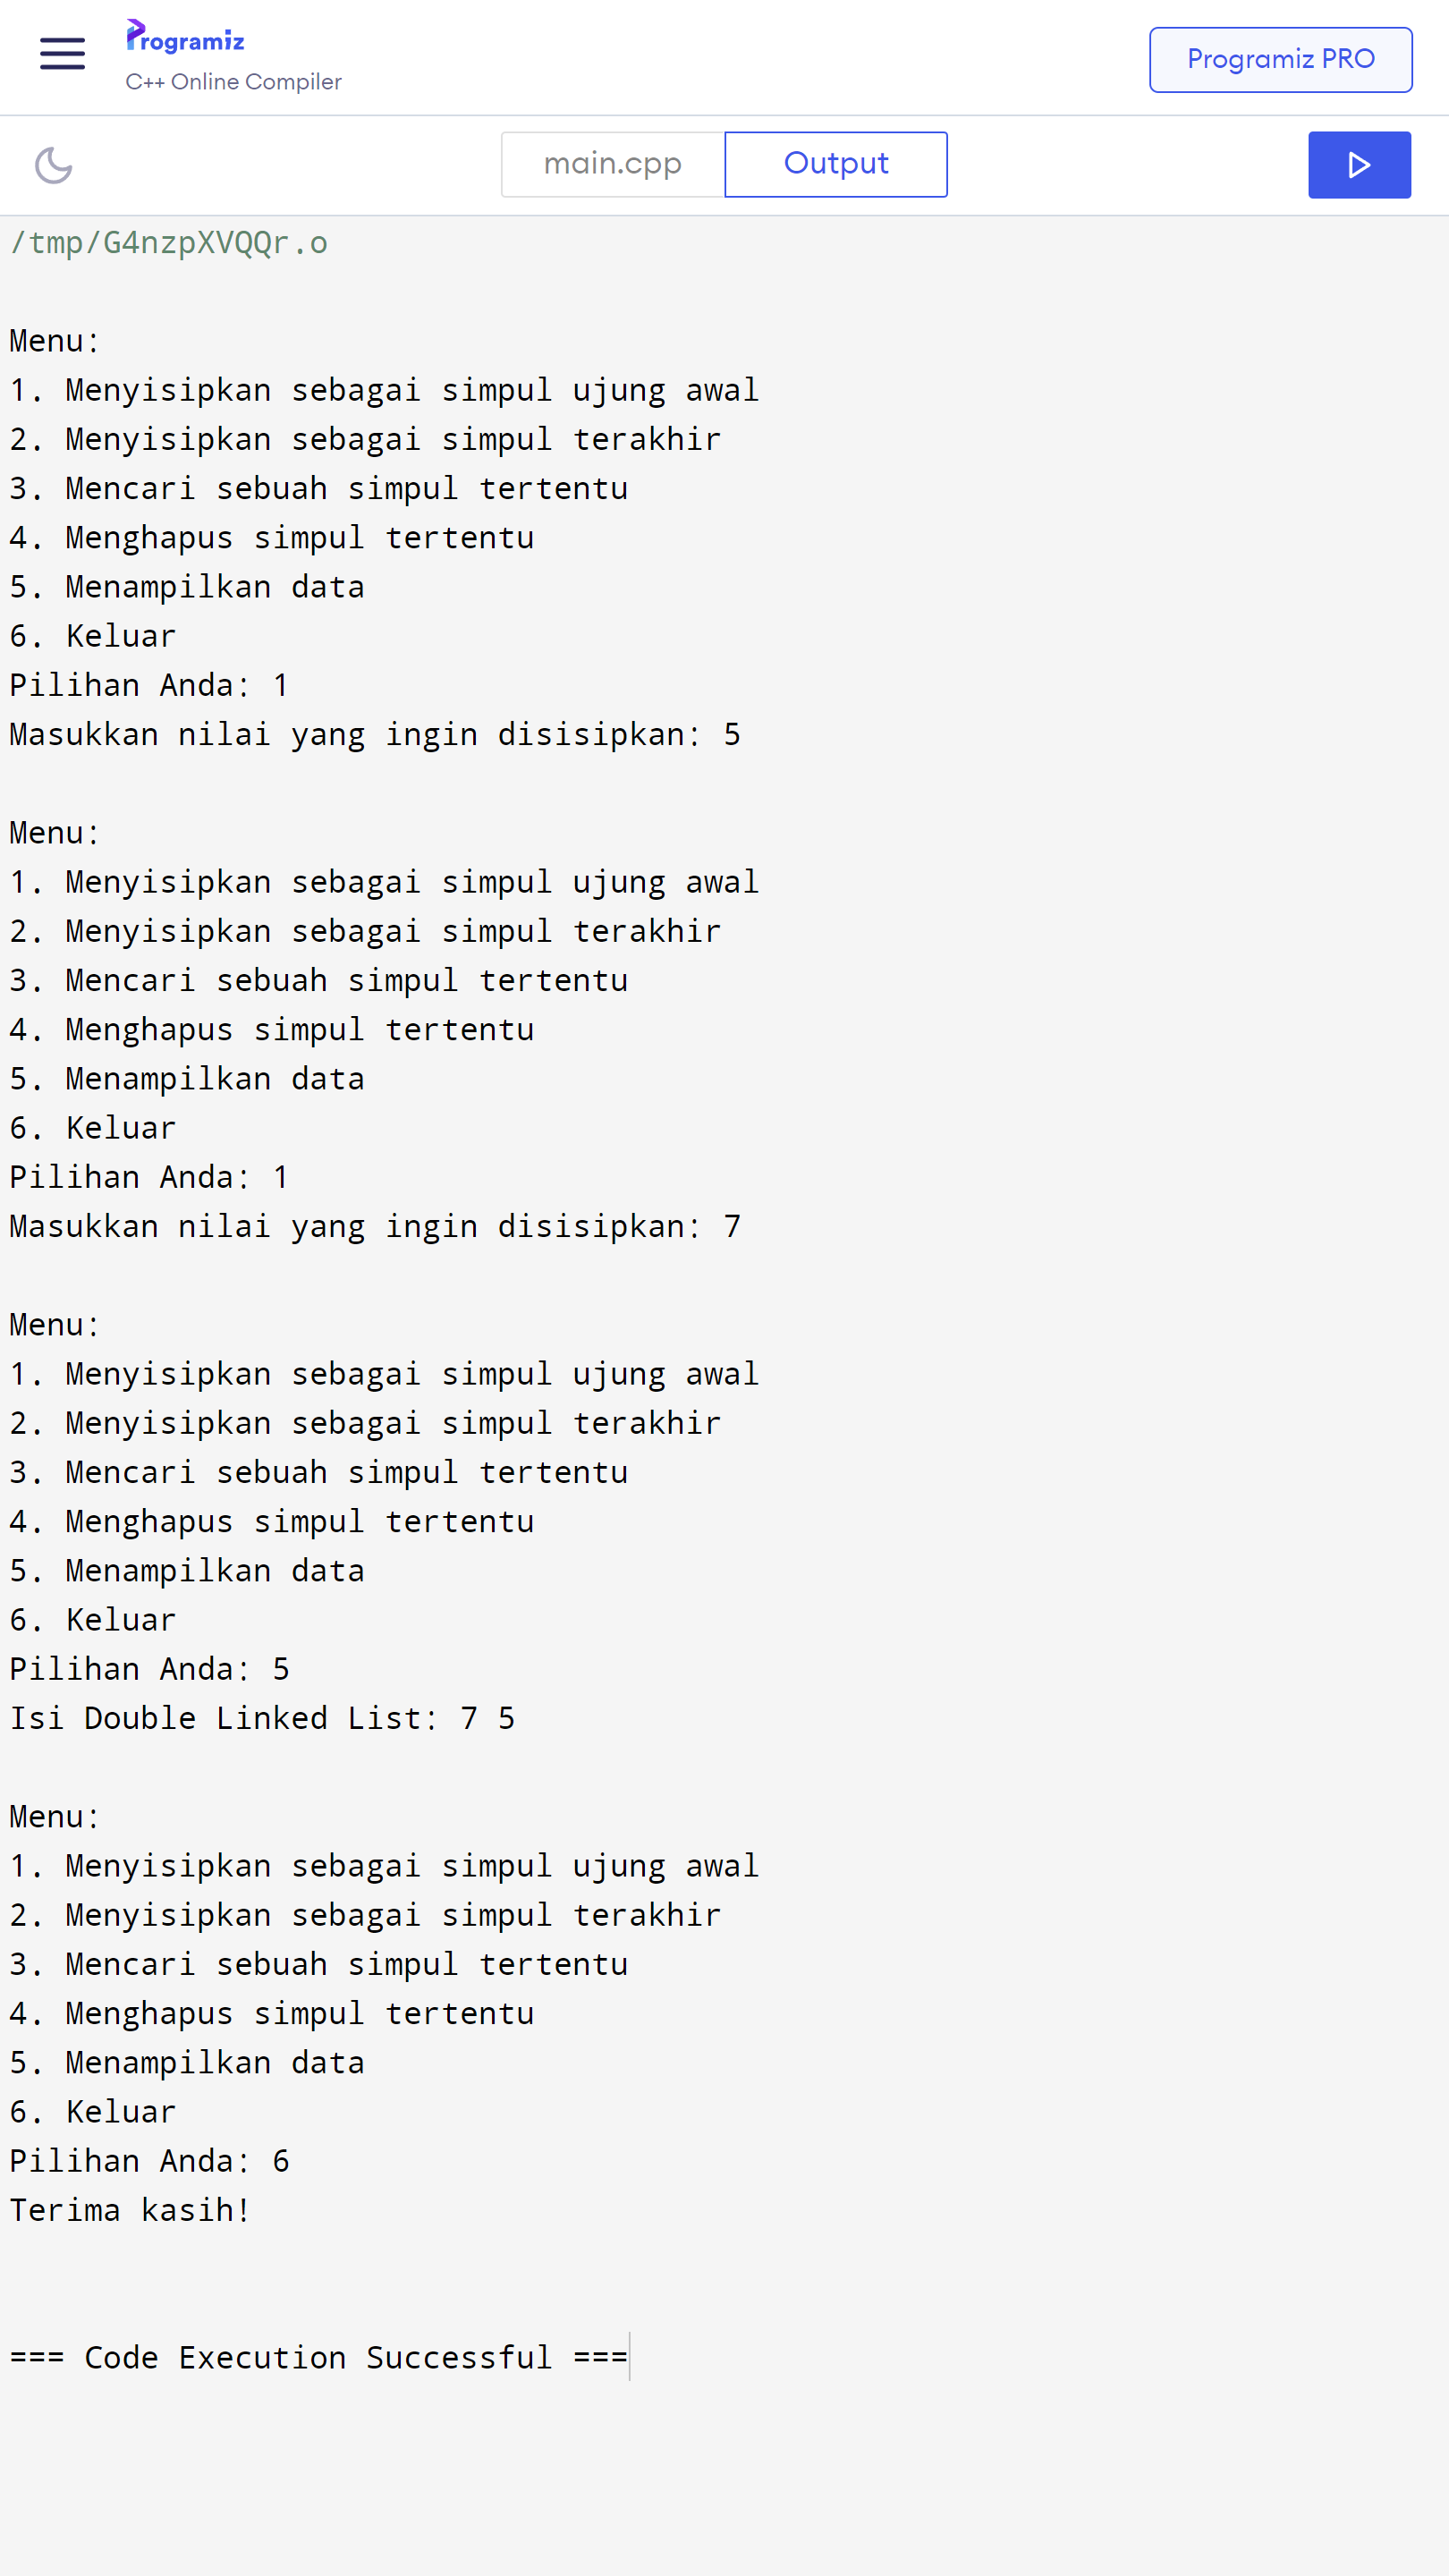 Programiz
C++ Online Compiler
Programiz PRO
main.cpp
Output
/tmp/G4nzpXVQQr.o
Menu:
1. Menyisipkan sebagai simpul ujung awal
2. Menyisipkan sebagai simpul terakhir
3. Mencari sebuah simpul tertentu
4. Menghapus simpul tertentu
5. Menampilkan data
6. Keluar
Pilihan Anda: 1
Masukkan nilai yang ingin disisipkan: 5
Menu:
1. Menyisipkan sebagai simpul ujung awal
2. Menyisipkan sebagai simpul terakhir
3. Mencari sebuah simpul tertentu
4. Menghapus simpul tertentu
5. Menampilkan data
6. Keluar
Pilihan Anda: 1
Masukkan nilai yang ingin disisipkan: 7
Menu:
1. Menyisipkan sebagai simpul ujung awal
2. Menyisipkan sebagai simpul terakhir
3. Mencari sebuah simpul tertentu
4. Menghapus simpul tertentu
5. Menampilkan data
6. Keluar
Pilihan Anda: 5
Isi Double Linked List: 7 5
Menu:
1. Menyisipkan sebagai simpul ujung awal
2. Menyisipkan sebagai simpul terakhir
3. Mencari sebuah simpul tertentu
4. Menghapus simpul tertentu
5. Menampilkan data
6. Keluar
Pilihan Anda: 6
Terima kasih!
=== Code Execution Successful ===